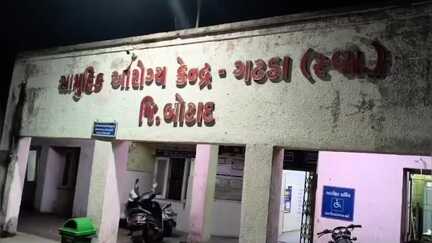 સામુહિક આરોગ્ય કેન્દ્ર - ગઢડા (સ્વા.)
જિ. બોટાદ